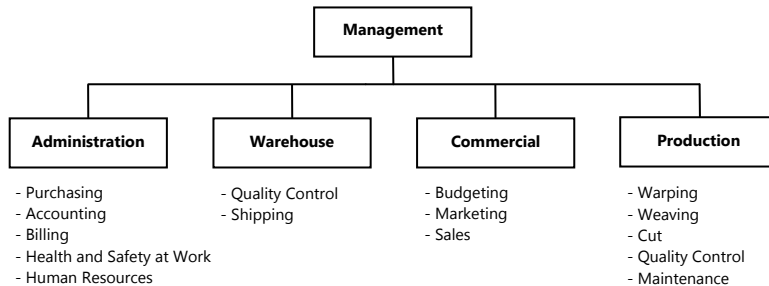 Management
Administration
Warehouse
Commercial
Production
- Purchasing
- Accounting
- Billing
- Health and Safety at Work
- Human Resources
- Quality Control
- Shipping
- Budgeting
- Marketing
- Sales
- Warping
- Weaving
- Cut
- Quality Control
- Maintenance